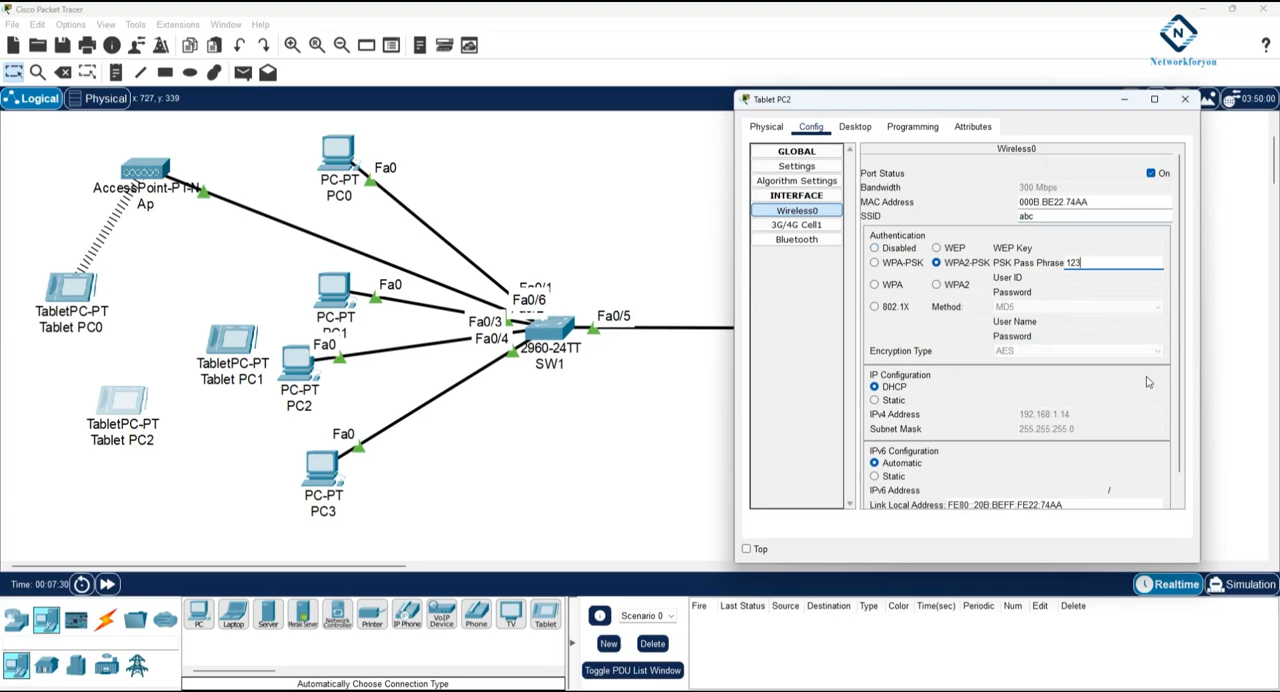 Cisco Packet Tracer
File Edit Options View Tools Extensions Window Help
Networkforyou
?
Logical Physical x: 727, y: 339
03:50:00
AccessPoint-PT-N
Ap
Fa0
PC-PT
PC0
TabletPC-PT
Tablet PC0
Fa0
PC-PT
Fa0/6
Fa0/3
Fa0/4
Fa0/5
2960-24TT
SW1
TabletPC-PT
Tablet PC1
Fa0
PC-PT
PC2
TabletPC-PT
Tablet PC2
Fa0
PC-PT
PC3
Tablet PC2
Physical Config Desktop Programming Attributes
GLOBAL
Settings
Algorithm Settings
INTERFACE
Wireless0
3G/4G Cell1
Bluetooth
Wireless0
Port Status On
Bandwidth 300 Mbps
MAC Address 000B.BE22.74AA
SSID abc
Authentication
Disabled WEP WEP Key
WPA-PSK WPA2-PSK PSK Pass Phrase 123
User ID
WPA WPA2 Password
802.1X Method: MD5
User Name
Password
Encryption Type AES
IP Configuration
DHCP
Static
IPv4 Address 192.168.1.14
Subnet Mask 255.255.255.0
IPv6 Configuration
Automatic
Static
IPv6 Address /
Link Local Address: FE80::20B:BEFF:FE22:74AA
Top
Time: 00:07:30
Realtime Simulation
PC Laptop Server Meraki Server Network Controller Printer IP Phone VoIP Device Phone TV Tablet
Automatically Choose Connection Type
Scenario 0
New Delete
Toggle PDU List Window
Fire Last Status Source Destination Type Color Time(sec) Periodic Num Edit Delete